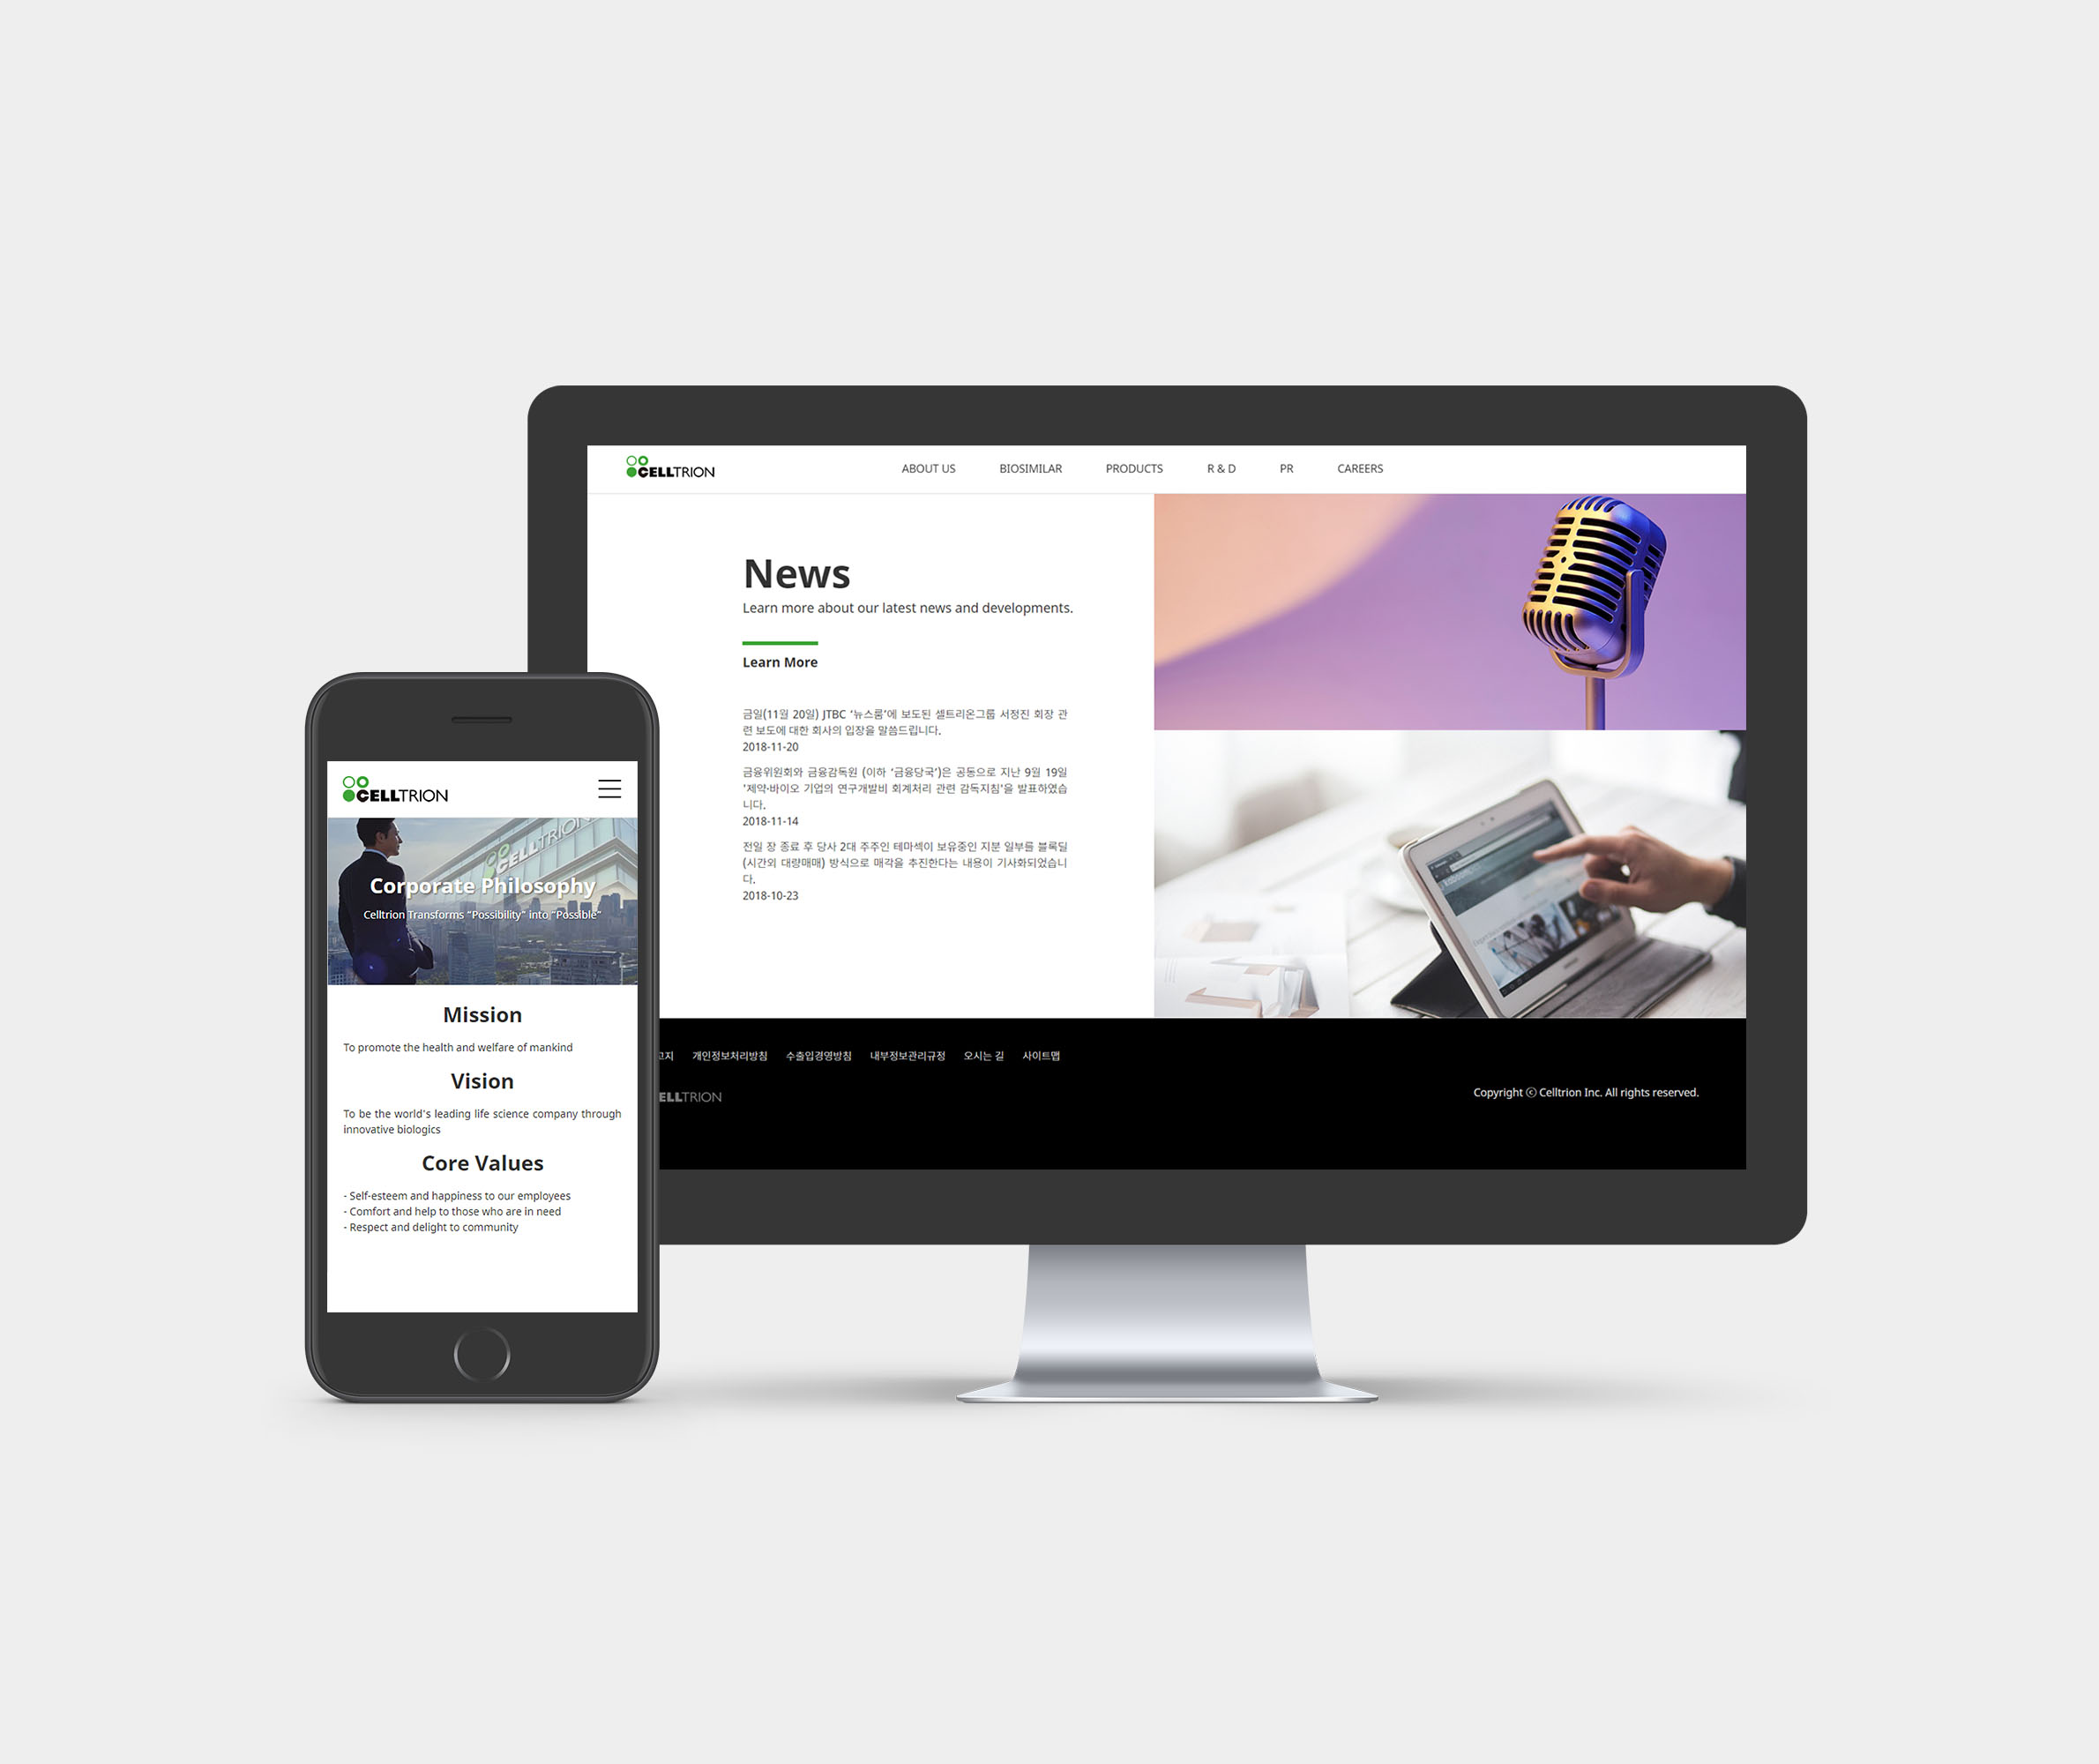 CELLTRION
ABOUT US BIOSIMILAR PRODUCTS R & D PR CAREERS
News
Learn more about our latest news and developments.
Learn More
금일(11월 20일) JTBC ‘뉴스룸’에 보도된 셀트리온그룹 서정진 회장 관
련 보도에 대한 회사의 입장을 말씀드립니다.
2018-11-20
금융위원회와 금융감독원 (이하 ‘금융당국’)은 공동으로 지난 9월 19일
'제약·바이오 기업의 연구개발비 회계처리 관련 감독지침'을 발표하였습
니다.
2018-11-14
전일 장 종료 후 당사 2대 주주인 테마섹이 보유중인 지분 일부를 블록딜
(시간외 대량매매) 방식으로 매각을 추진한다는 내용이 기사화되었습니
다.
2018-10-23
고지 개인정보처리방침 수출입경영방침 내부정보관리규정 오시는 길 사이트맵
ELLTRION
Copyright ⓒ Celltrion Inc. All rights reserved.
CELLTRION
CELLTRION
Corporate Philosophy
Celltrion Transforms “Possibility” into “Possible”
Mission
To promote the health and welfare of mankind
Vision
To be the world's leading life science company through
innovative biologics
Core Values
- Self-esteem and happiness to our employees
- Comfort and help to those who are in need
- Respect and delight to community